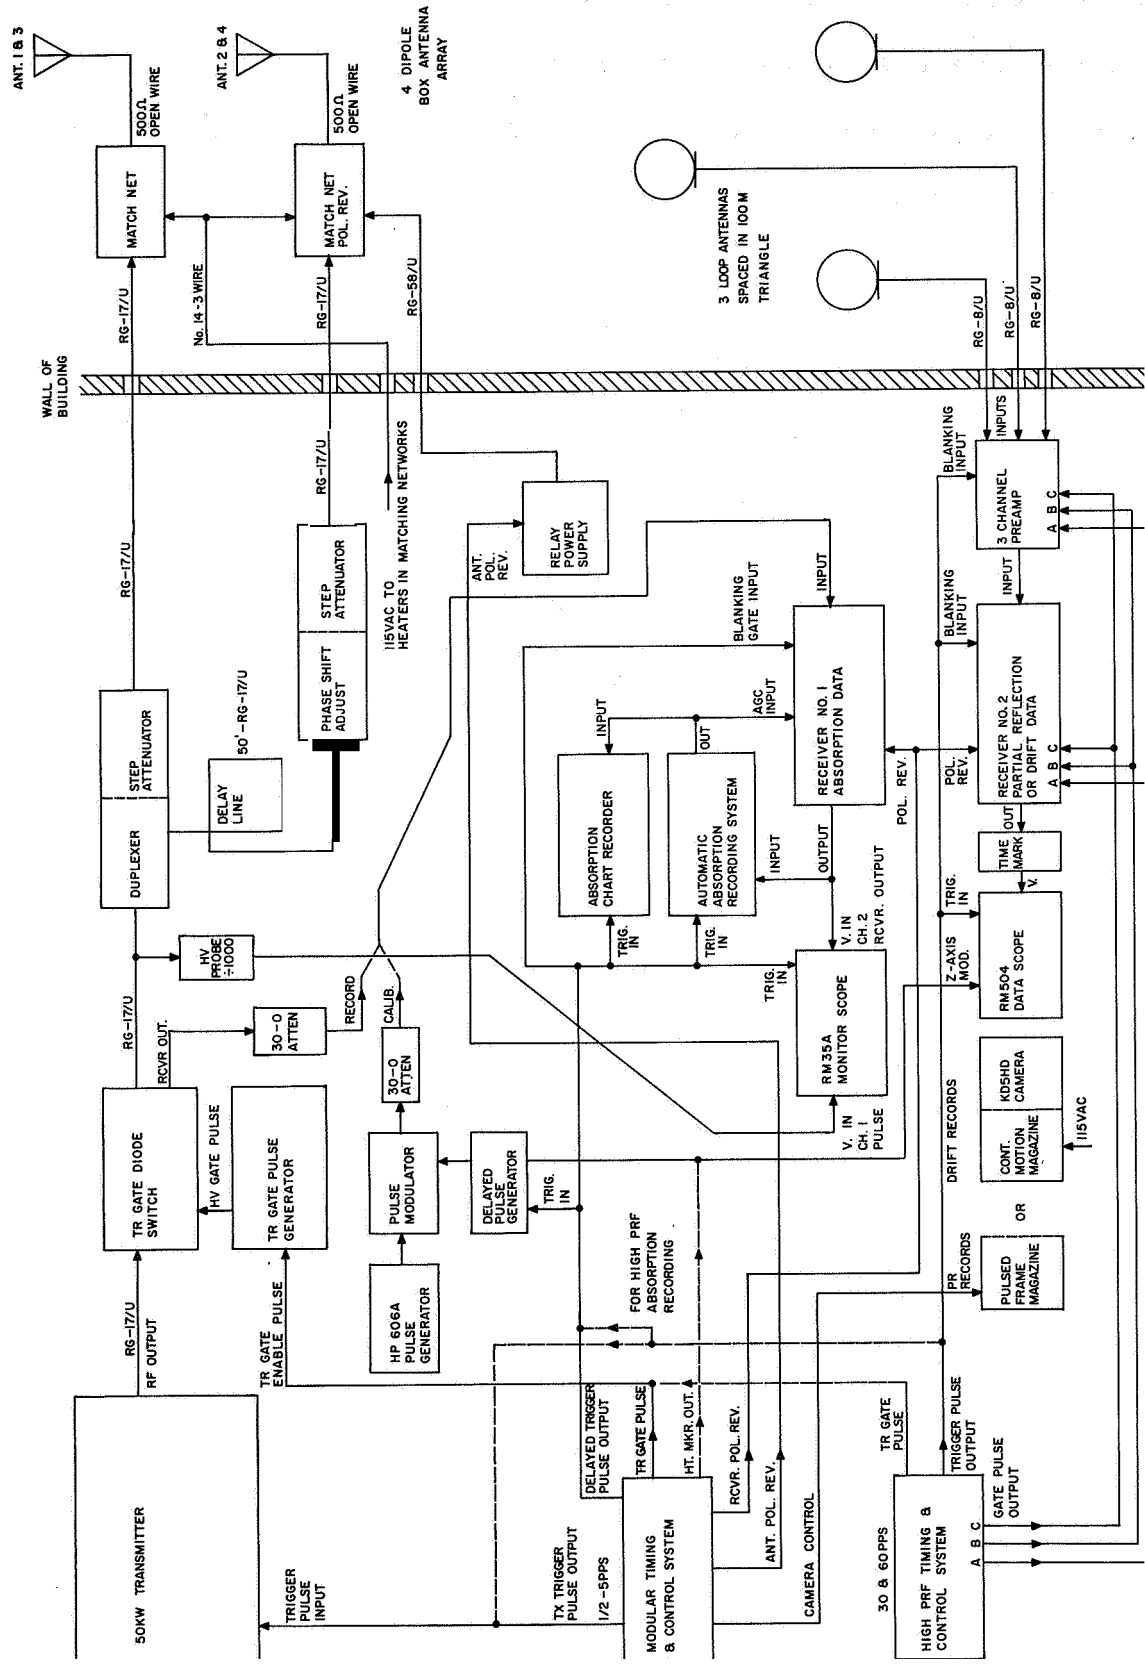 50KW TRANSMITTER
TRIGGER
PULSE
INPUT
RG-17/U
RF OUTPUT
TR GATE
ENABLE PULSE
TR GATE DIODE
SWITCH
HV GATE PULSE
TR GATE PULSE
GENERATOR
RG-17/U
RCVR OUT.
HV
PROBE
÷1000
30-0
ATTEN
RECORD
CALIB.
30-0
ATTEN
PULSE
MODULATOR
HP 606A
PULSE
GENERATOR
DELAYED
PULSE
GENERATOR
TRIG.
IN
DUPLEXER
STEP
ATTENUATOR
DELAY
LINE
50'-RG-17/U
PHASE SHIFT
ADJUST
STEP
ATTENUATOR
RG-17/U
RG-17/U
115VAC TO
HEATERS IN MATCHING NETWORKS
ANT.
POL.
REV.
RELAY
POWER
SUPPLY
WALL OF
BUILDING
RG-17/U
No. 14-3 WIRE
RG-17/U
RG-58/U
MATCH NET
MATCH NET
POL. REV.
500Ω
OPEN WIRE
500Ω
OPEN WIRE
ANT. 1 & 3
ANT. 2 & 4
4 DIPOLE
BOX ANTENNA
ARRAY
3 LOOP ANTENNAS
SPACED IN 100M
TRIANGLE
RG-8/U
RG-8/U
RG-8/U
TX TRIGGER
PULSE OUTPUT
1/2-5PPS
MODULAR TIMING
& CONTROL SYSTEM
DELAYED TRIGGER
PULSE OUTPUT
TR GATE PULSE
HT. MKR. OUT.
RCVR. POL. REV.
ANT. POL. REV.
CAMERA CONTROL
FOR HIGH PRF
ABSORPTION
RECORDING
30 & 60PPS
HIGH PRF TIMING &
CONTROL SYSTEM
A B C
TR GATE
PULSE
TRIGGER PULSE
OUTPUT
GATE PULSE
OUTPUT
ABSORPTION
CHART RECORDER
TRIG.
IN
INPUT
AUTOMATIC
ABSORPTION
RECORDING SYSTEM
TRIG.
IN
OUT
INPUT
AGC
INPUT
BLANKING
GATE INPUT
INPUT
RECEIVER NO. 1
ABSORPTION DATA
OUTPUT
POL. REV.
V. IN
CH. 2
RCVR. OUTPUT
TRIG.
IN
RM35A
MONITOR SCOPE
V. IN
CH. 1
PULSE
PR
RECORDS
PULSED
FRAME
MAGAZINE
OR
DRIFT RECORDS
CONT.
MOTION
MAGAZINE
KD5HD
CAMERA
115VAC
Z-AXIS
MOD.
TRIG.
IN
RM504
DATA SCOPE
V.
TIME
MARK
OUT
POL.
REV.
BLANKING
INPUT
RECEIVER NO. 2
PARTIAL REFLECTION
OR DRIFT DATA
A B C
INPUT
BLANKING
INPUT
INPUTS
3 CHANNEL
PREAMP
A B C